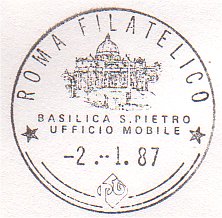 ROMA FILATELICO
BASILICA S.PIETRO
UFFICIO MOBILE
-2.-1.87